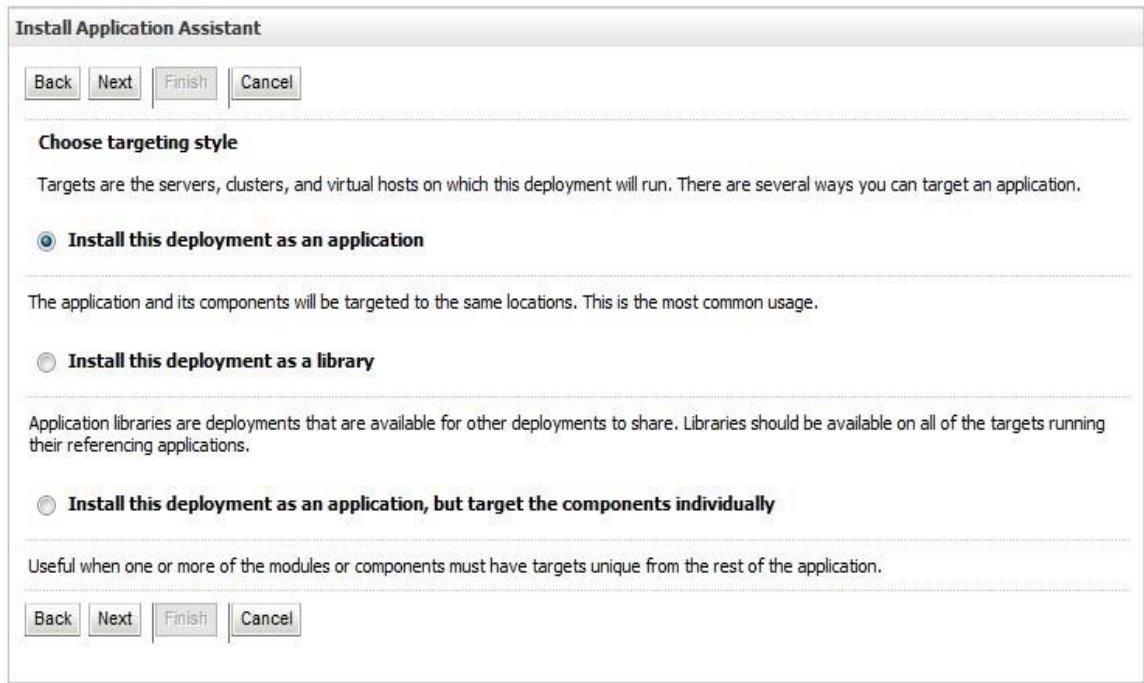 Install Application Assistant
Back Next Finish Cancel
Choose targeting style
Targets are the servers, clusters, and virtual hosts on which this deployment will run. There are several ways you can target an application.
Install this deployment as an application
The application and its components will be targeted to the same locations. This is the most common usage.
Install this deployment as a library
Application libraries are deployments that are available for other deployments to share. Libraries should be available on all of the targets running
their referencing applications.
Install this deployment as an application, but target the components individually
Useful when one or more of the modules or components must have targets unique from the rest of the application.
Back Next Finish Cancel